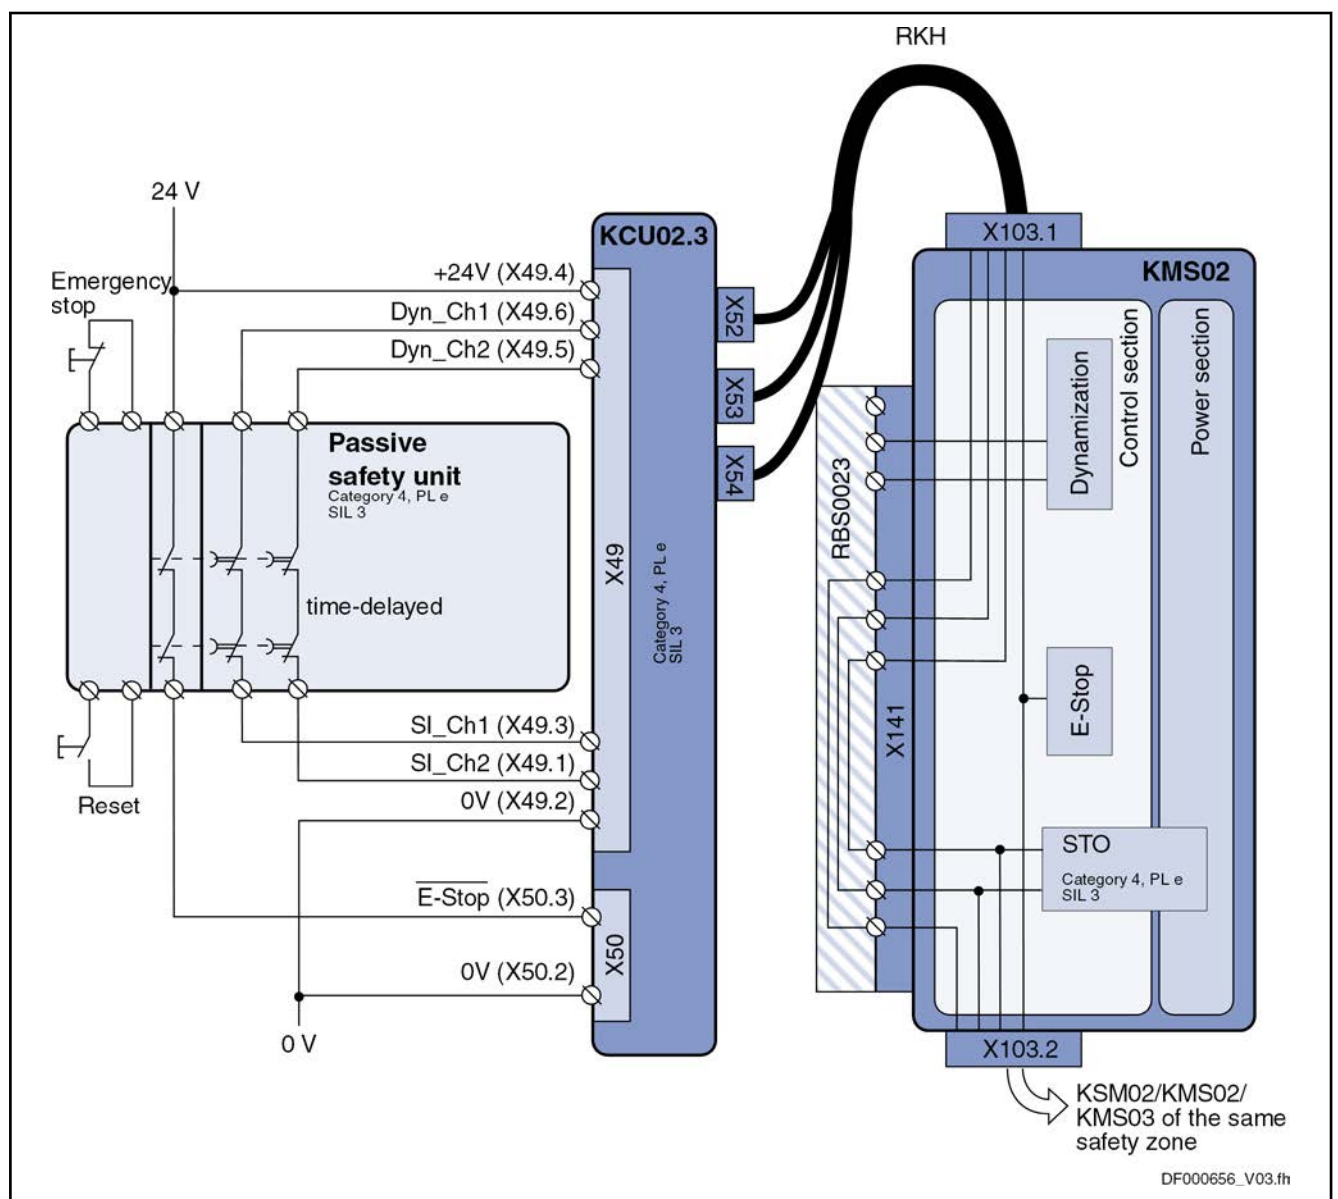 RKH
24 V
KCU02.3
X103.1
KMS02
Emergency
stop
+24V (X49.4)
Dyn_Ch1 (X49.6)
Dyn_Ch2 (X49.5)
X52
X53
X54
Dynamization
Control section
Power section
Passive
safety unit
Category 4, PL e
SIL 3
RBS0023
X49
Category 4, PL e
SIL 3
time-delayed
X141
E-Stop
SI_Ch1 (X49.3)
SI_Ch2 (X49.1)
0V (X49.2)
Reset
STO
Category 4, PL e
SIL 3
E-Stop (X50.3)
X50
0V (X50.2)
0 V
X103.2
KSM02/KMS02/
KMS03 of the same
safety zone
DF000656_V03.fh